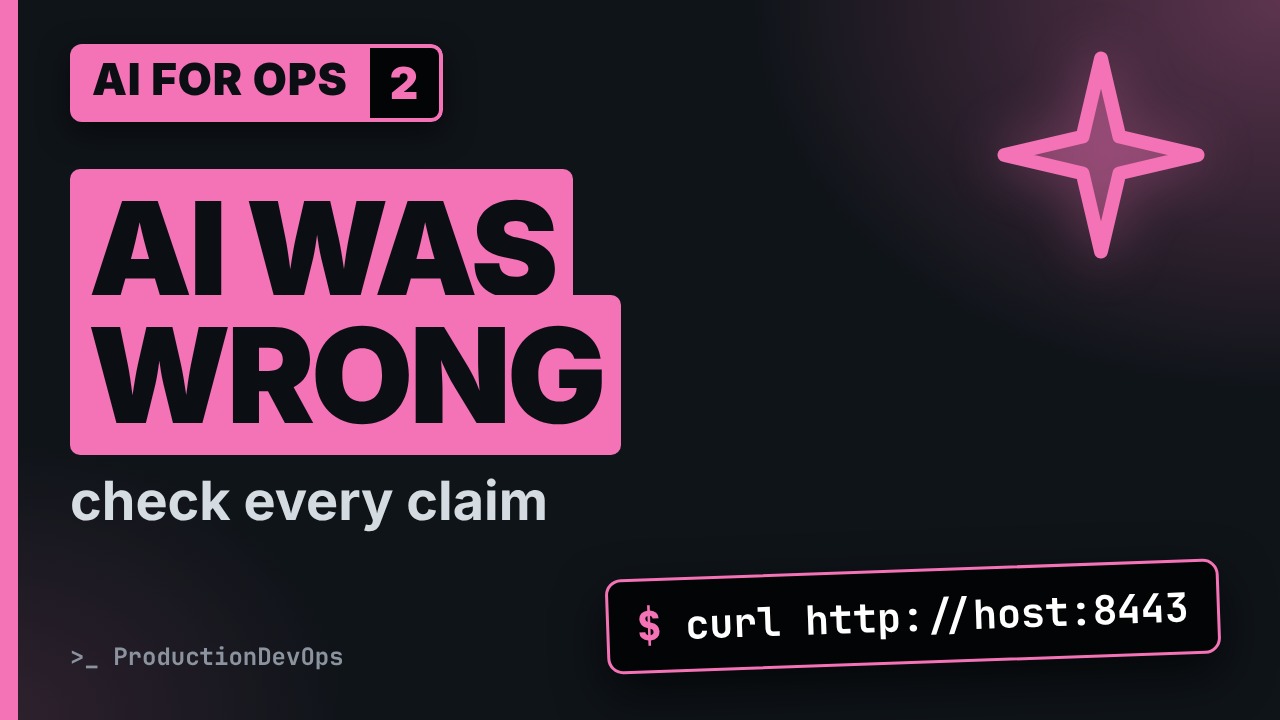 AI FOR OPS 2
AI WAS
WRONG
check every claim
$ curl http://host:8443
>_ ProductionDevOps